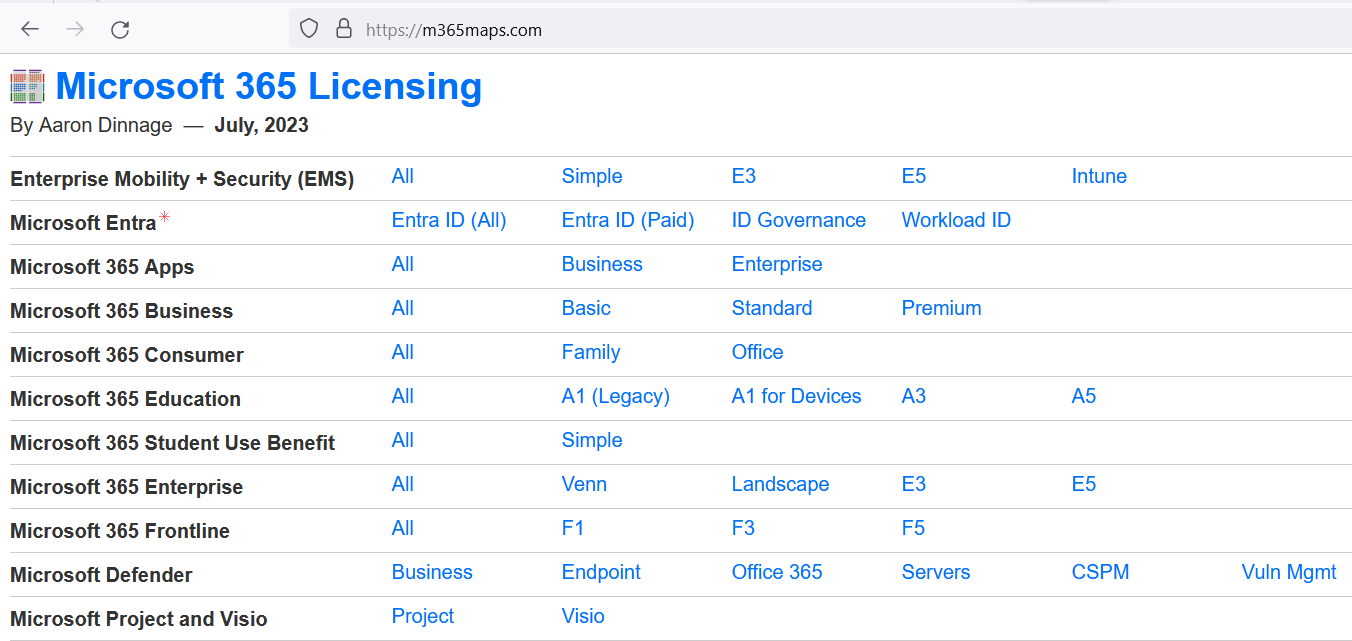 https://m365maps.com
Microsoft 365 Licensing
By Aaron Dinnage — July, 2023
Enterprise Mobility + Security (EMS) All Simple E3 E5 Intune
Microsoft Entra✳ Entra ID (All) Entra ID (Paid) ID Governance Workload ID
Microsoft 365 Apps All Business Enterprise
Microsoft 365 Business All Basic Standard Premium
Microsoft 365 Consumer All Family Office
Microsoft 365 Education All A1 (Legacy) A1 for Devices A3 A5
Microsoft 365 Student Use Benefit All Simple
Microsoft 365 Enterprise All Venn Landscape E3 E5
Microsoft 365 Frontline All F1 F3 F5
Microsoft Defender Business Endpoint Office 365 Servers CSPM Vuln Mgmt
Microsoft Project and Visio Project Visio